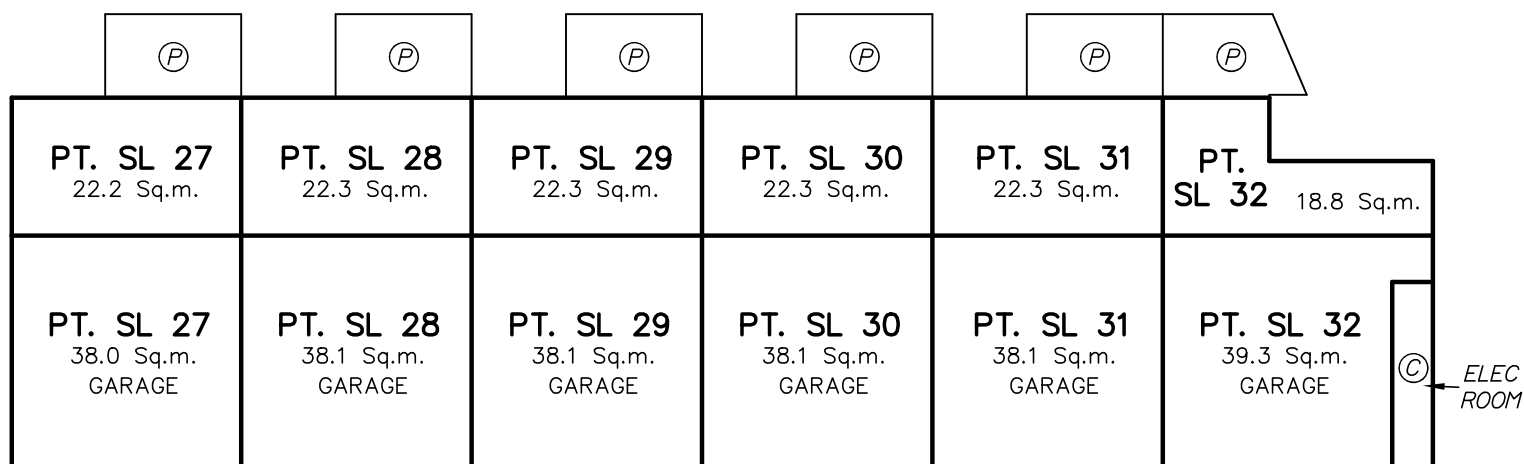 P
P
P
P
P
P
PT. SL 27
22.2 Sq.m.
PT. SL 28
22.3 Sq.m.
PT. SL 29
22.3 Sq.m.
PT. SL 30
22.3 Sq.m.
PT. SL 31
22.3 Sq.m.
PT.
SL 32
18.8 Sq.m.
PT. SL 27
38.0 Sq.m.
GARAGE
PT. SL 28
38.1 Sq.m.
GARAGE
PT. SL 29
38.1 Sq.m.
GARAGE
PT. SL 30
38.1 Sq.m.
GARAGE
PT. SL 31
38.1 Sq.m.
GARAGE
PT. SL 32
39.3 Sq.m.
GARAGE
C
ELEC
ROOM